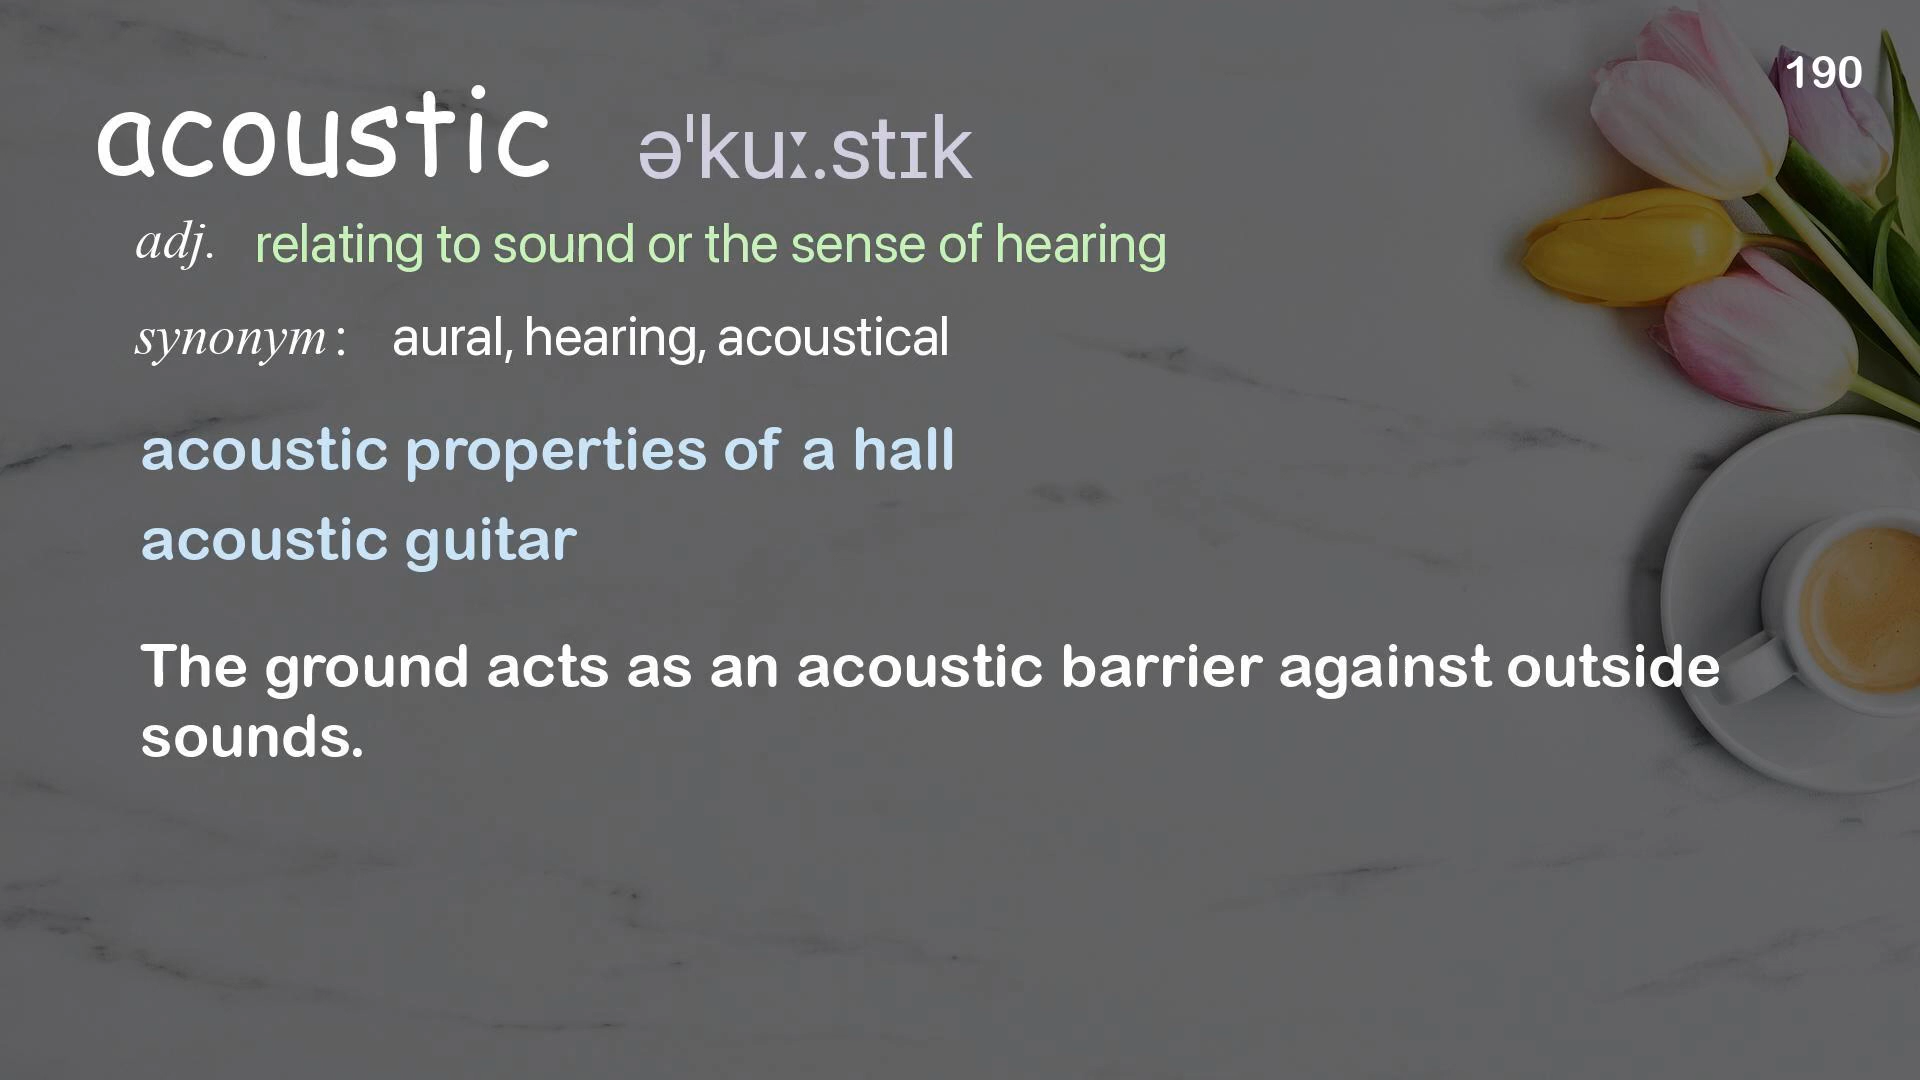 190
acoustic əˈkuː.stɪk
adj. relating to sound or the sense of hearing
synonym: aural, hearing, acoustical
acoustic properties of a hall
acoustic guitar
The ground acts as an acoustic barrier against outside
sounds.